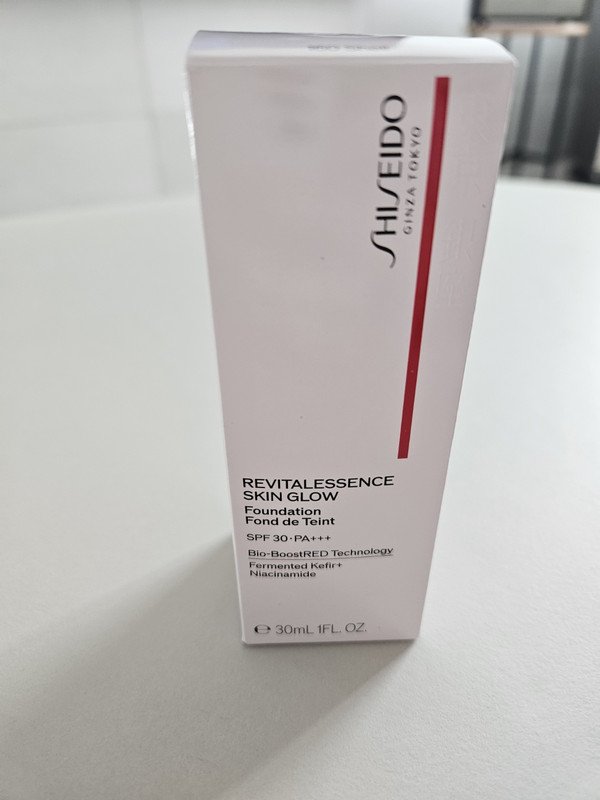 SHISEIDO
GINZA TOKYO
REVITALESSENCE
SKIN GLOW
Foundation
Fond de Teint
SPF 30·PA+++
Bio-BoostRED Technology
Fermented Kefir+
Niacinamide
℮ 30mL 1FL. OZ.